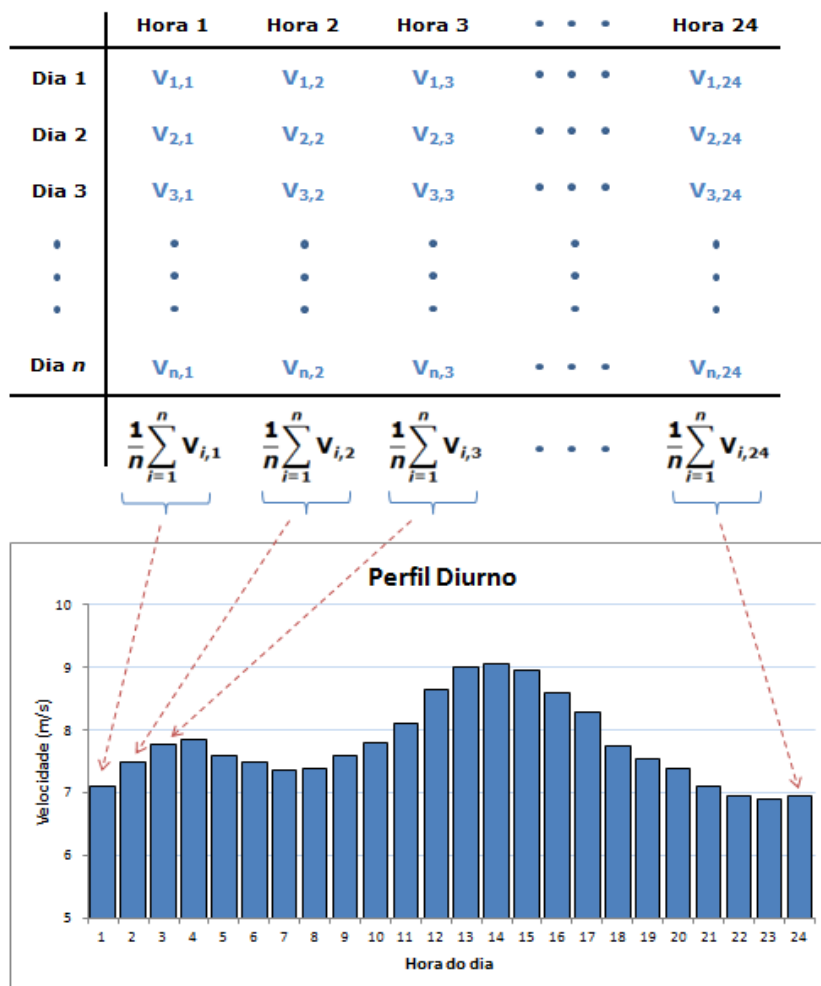 Hora 1 Hora 2 Hora 3 • • • Hora 24
Dia 1 V1,1 V1,2 V1,3 • • • V1,24
Dia 2 V2,1 V2,2 V2,3 • • • V2,24
Dia 3 V3,1 V3,2 V3,3 • • • V3,24
Dia n Vn,1 Vn,2 Vn,3 • • • Vn,24
1/n ∑i=1n Vi,1 1/n ∑i=1n Vi,2 1/n ∑i=1n Vi,3 • • • 1/n ∑i=1n Vi,24
Perfil Diurno
Velocidade (m/s)
10
9
8
7
6
5
1 2 3 4 5 6 7 8 9 10 11 12 13 14 15 16 17 18 19 20 21 22 23 24
Hora do dia